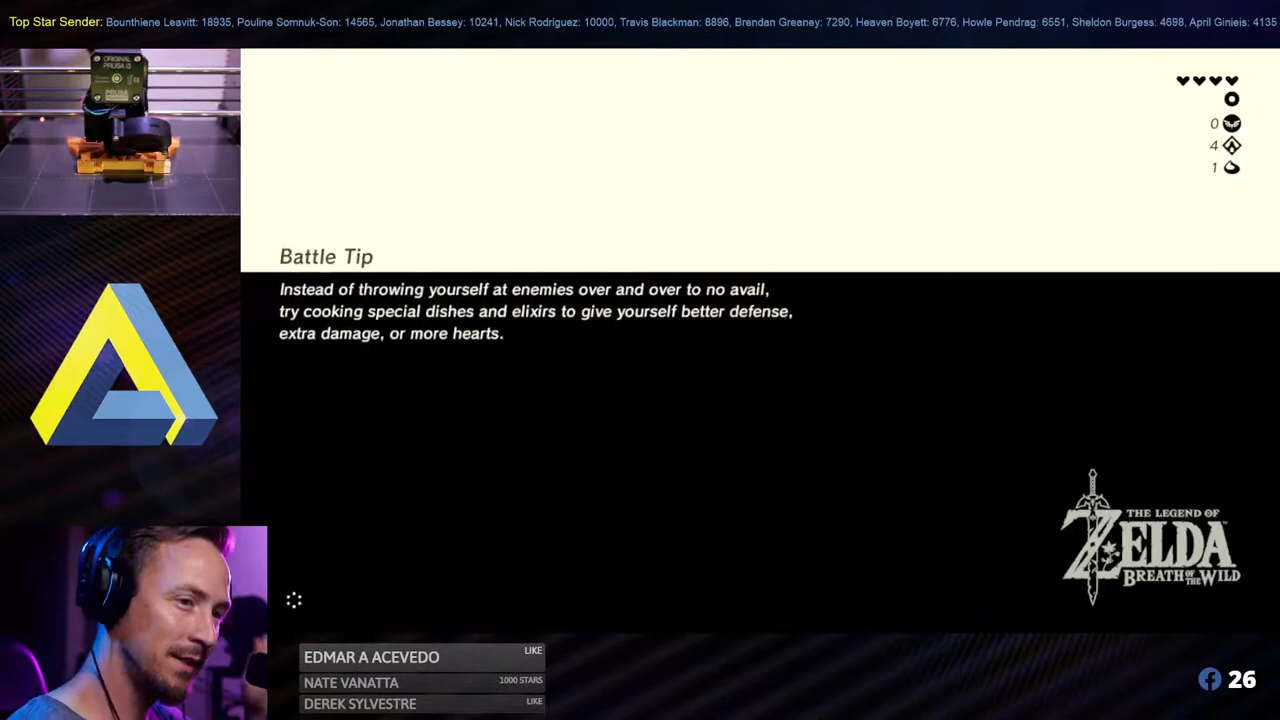 Top Star Sender: Bounthiene Leavitt: 18935, Pouline Somnuk-Son: 14565, Jonathan Bessey: 10241, Nick Rodriguez: 10000, Travis Blackman: 8896, Brendan Greaney: 7290, Heaven Boyett: 6776, Howle Pendrag: 6551, Sheldon Burgess: 4698, April Ginieis: 4135
ORIGINAL
PRUSA i3
0
4
1
Battle Tip
Instead of throwing yourself at enemies over and over to no avail,
try cooking special dishes and elixirs to give yourself better defense,
extra damage, or more hearts.
THE LEGEND OF
ZELDA
BREATH OF THE WILD
EDMAR A ACEVEDO LIKE
NATE VANATTA 1000 STARS
DEREK SYLVESTRE LIKE
26